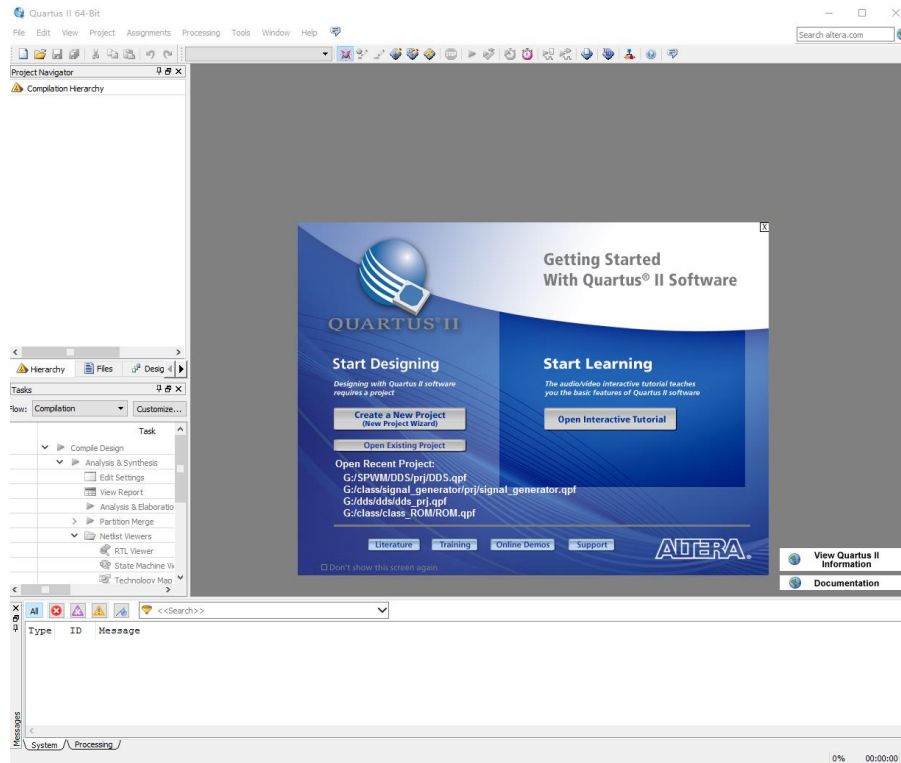 Quartus II 64-Bit
File Edit View Project Assignments Processing Tools Window Help
Search altera.com
Project Navigator
Compilation Hierarchy
Getting Started
With Quartus® II Software
QUARTUS® II
Start Designing
Designing with Quartus II software
requires a project
Create a New Project
(New Project Wizard)
Open Existing Project
Open Recent Project:
G:/SPWM/DDS/prj/DDS.qpf
G:/class/signal_generator/prj/signal_generator.qpf
G:/dds/dds/dds_prj.qpf
G:/class/class_ROM/ROM.qpf
Start Learning
The audio/video interactive tutorial teaches
you the basic features of Quartus II software
Open Interactive Tutorial
Literature Training Online Demos Support
ALTERA.
Don't show this screen again
View Quartus II
Information
Documentation
Hierarchy Files Desig
Tasks
Flow: Compilation Customize...
Task
Compile Design
Analysis & Synthesis
Edit Settings
View Report
Analysis & Elaboratio
Partition Merge
Netlist Viewers
RTL Viewer
State Machine Vi
Technology Map
All <<Search>>
Type ID Message
Messages
System Processing
0% 00:00:00